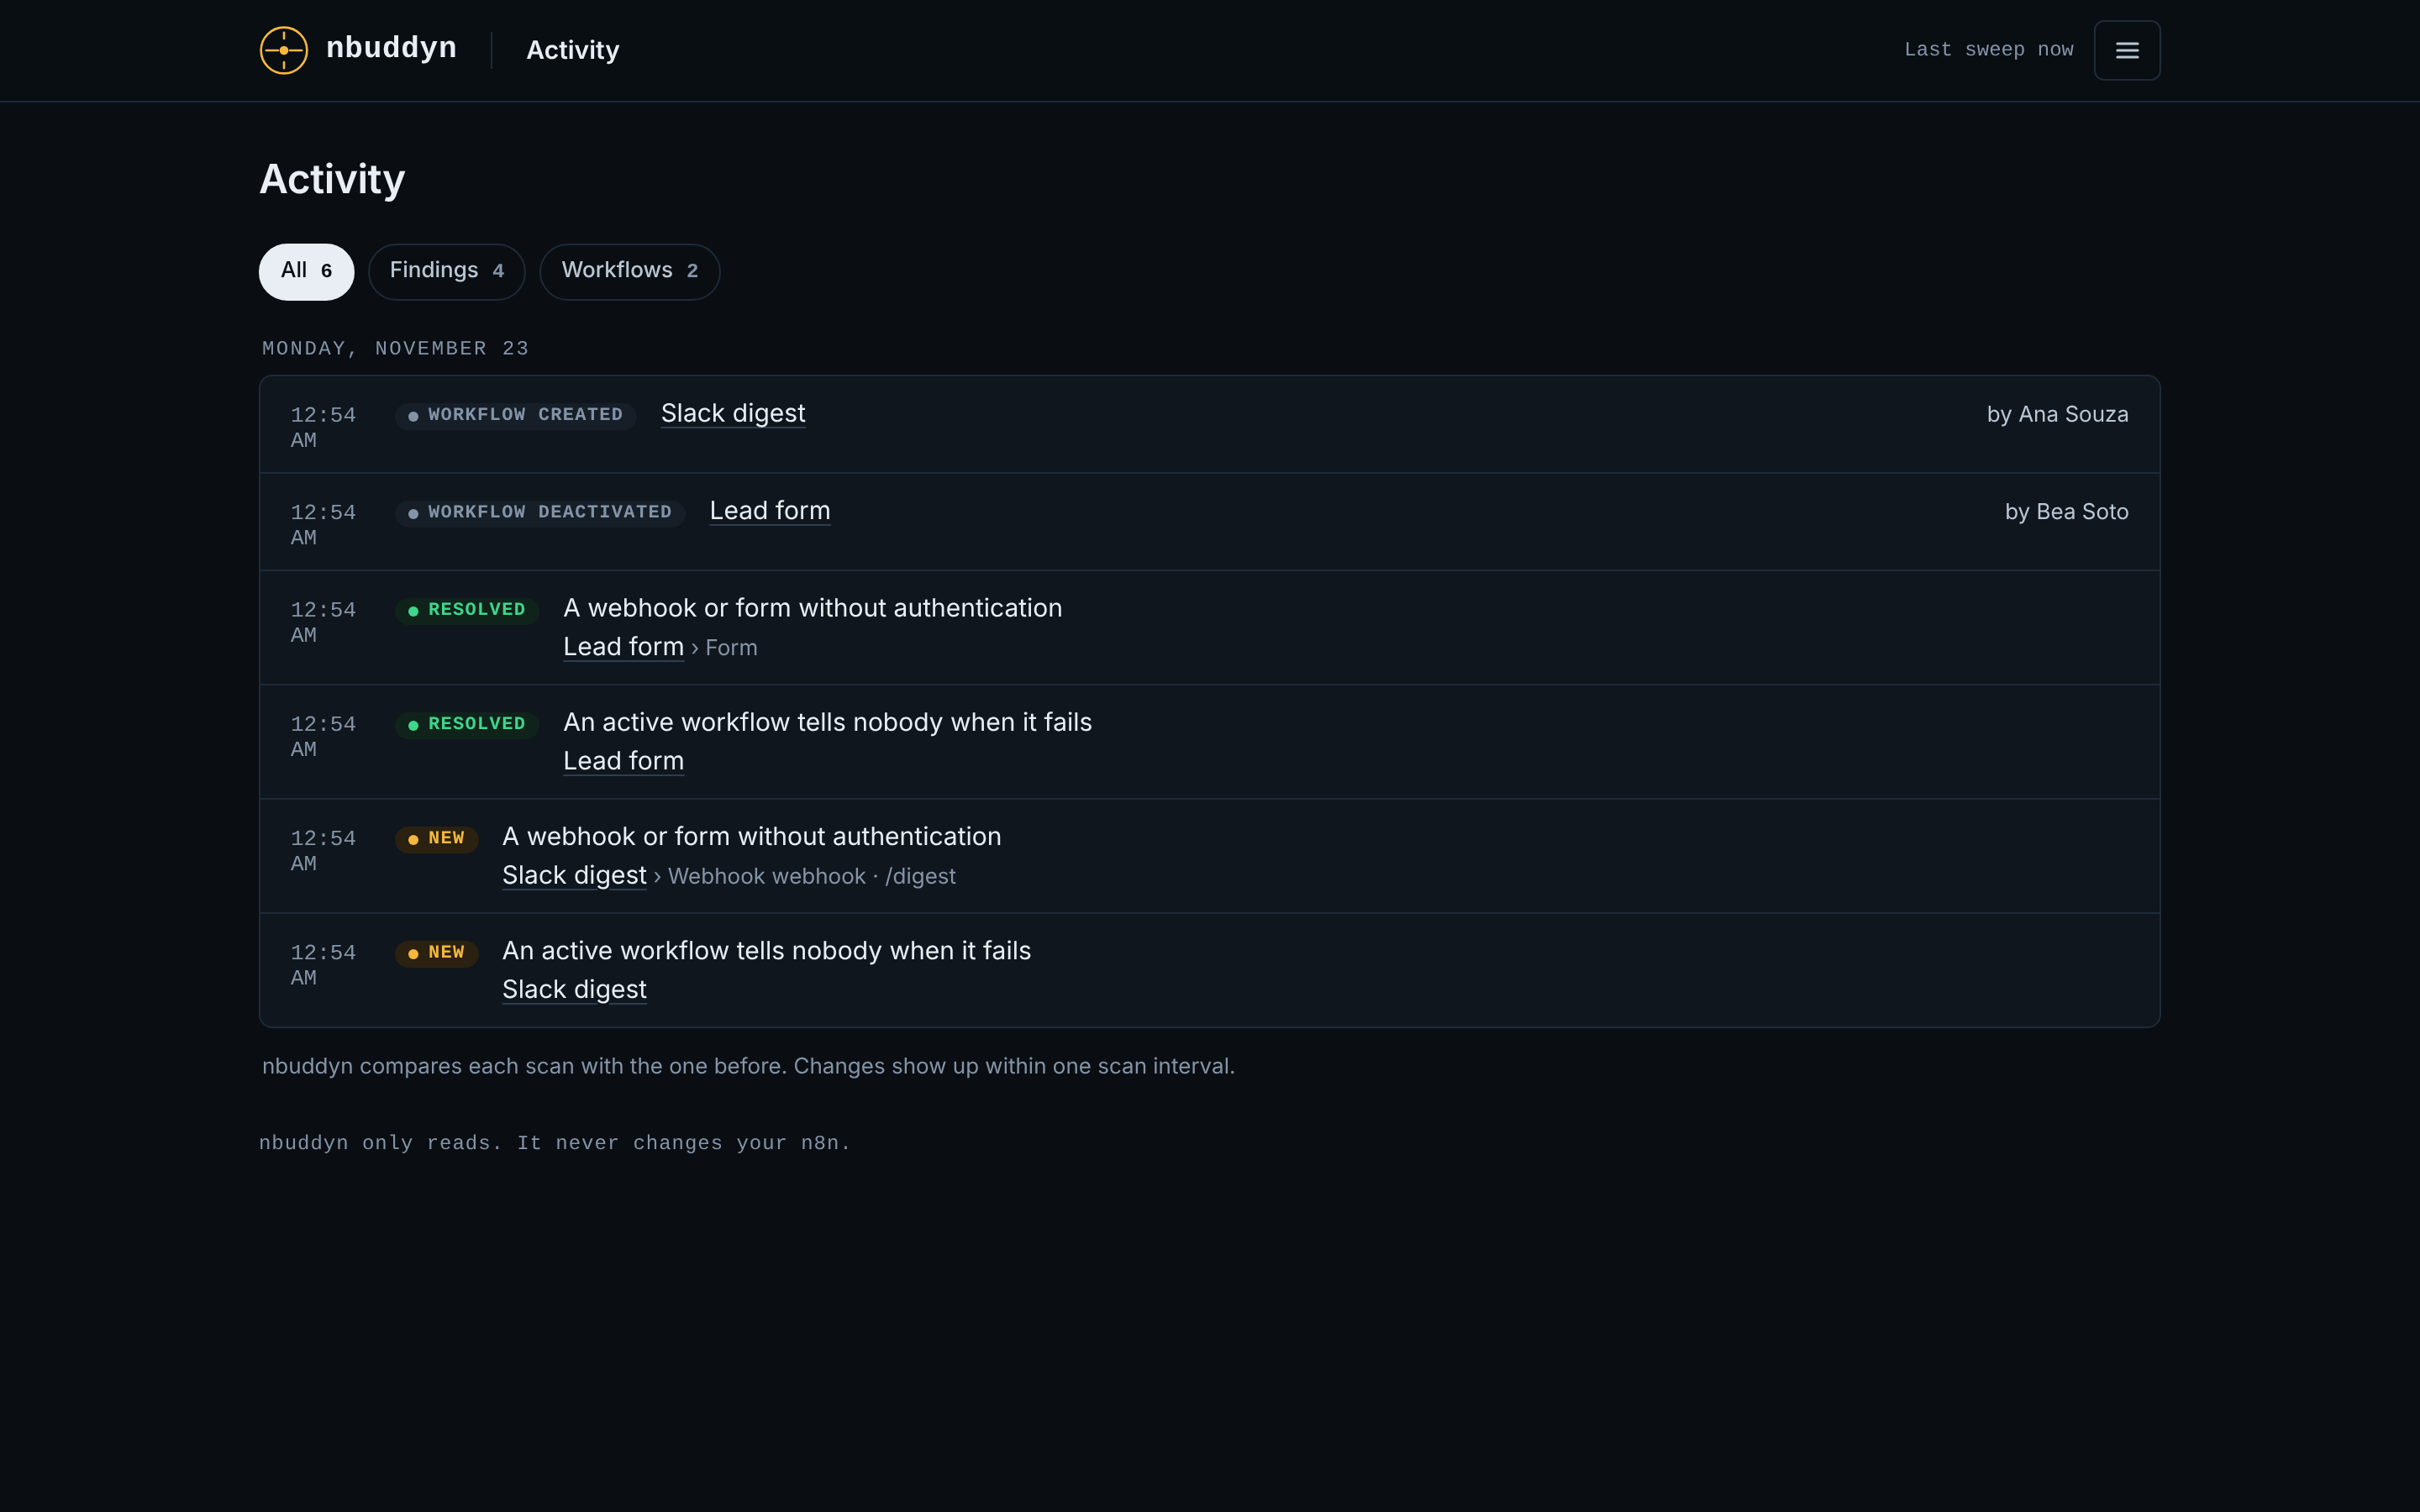 nbuddyn
Activity
Last sweep now
Activity
All 6
Findings 4
Workflows 2
MONDAY, NOVEMBER 23
12:54 AM
WORKFLOW CREATED
Slack digest
by Ana Souza
12:54 AM
WORKFLOW DEACTIVATED
Lead form
by Bea Soto
12:54 AM
RESOLVED
A webhook or form without authentication
Lead form › Form
12:54 AM
RESOLVED
An active workflow tells nobody when it fails
Lead form
12:54 AM
NEW
A webhook or form without authentication
Slack digest › Webhook webhook · /digest
12:54 AM
NEW
An active workflow tells nobody when it fails
Slack digest
nbuddyn compares each scan with the one before. Changes show up within one scan interval.
nbuddyn only reads. It never changes your n8n.